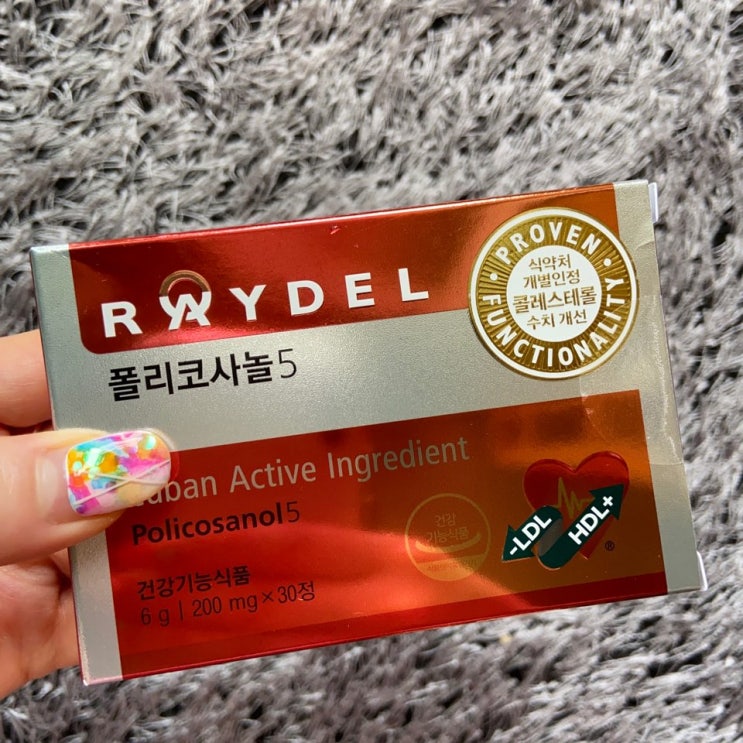 RAYDEL
폴리코사놀5
PROVEN
식약처
개별인정
콜레스테롤
수치 개선
FUNCTIONALITY
Active Ingredient
Policosanol5
건강
기능식품
-LDL
HDL+
®
건강기능식품
6 g | 200 mg × 30정